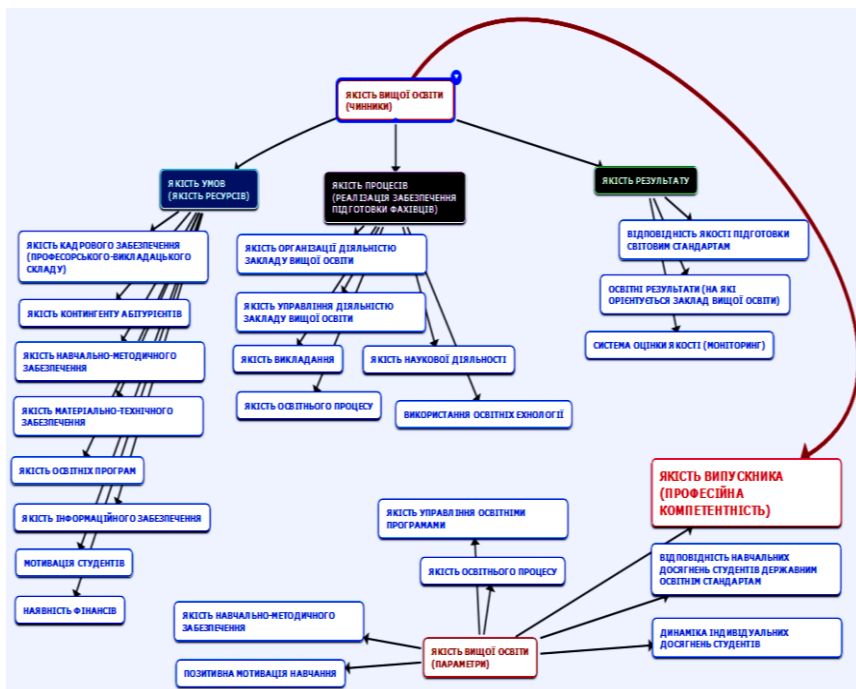 ЯКІСТЬ ВИЩОЇ ОСВІТИ
(ЧИННИКИ)
ЯКІСТЬ УМОВ
(ЯКІСТЬ РЕСУРСІВ)
ЯКІСТЬ ПРОЦЕСІВ
(РЕАЛІЗАЦІЯ ЗАБЕЗПЕЧЕННЯ
ПІДГОТОВКИ ФАХІВЦІВ)
ЯКІСТЬ РЕЗУЛЬТАТУ
ЯКІСТЬ КАДРОВОГО ЗАБЕЗПЕЧЕННЯ
(ПРОФЕСОРСЬКОГО-ВИКЛАДАЦЬКОГО
СКЛАДУ)
ЯКІСТЬ КОНТИНГЕНТУ АБІТУРІЄНТІВ
ЯКІСТЬ НАВЧАЛЬНО-МЕТОДИЧНОГО
ЗАБЕЗПЕЧЕННЯ
ЯКІСТЬ МАТЕРІАЛЬНО-ТЕХНІЧНОГО
ЗАБЕЗПЕЧЕННЯ
ЯКІСТЬ ОСВІТНІХ ПРОГРАМ
ЯКІСТЬ ІНФОРМАЦІЙНОГО ЗАБЕЗПЕЧЕННЯ
МОТИВАЦІЯ СТУДЕНТІВ
НАЯВНІСТЬ ФІНАНСІВ
ЯКІСТЬ ОРГАНІЗАЦІЇ ДІЯЛЬНІСТЮ
ЗАКЛАДУ ВИЩОЇ ОСВІТИ
ЯКІСТЬ УПРАВЛІННЯ ДІЯЛЬНІСТЮ
ЗАКЛАДУ ВИЩОЇ ОСВІТИ
ЯКІСТЬ ВИКЛАДАННЯ
ЯКІСТЬ НАУКОВОЇ ДІЯЛЬНОСТІ
ЯКІСТЬ ОСВІТНЬОГО ПРОЦЕСУ
ВИКОРИСТАННЯ ОСВІТНІХ ЕХНОЛОГІЇ
ВІДПОВІДНІСТЬ ЯКОСТІ ПІДГОТОВКИ
СВІТОВИМ СТАНДАРТАМ
ОСВІТНІ РЕЗУЛЬТАТИ (НА ЯКІ
ОРІЄНТУЄТЬСЯ ЗАКЛАД ВИЩОЇ ОСВІТИ)
СИСТЕМА ОЦІНКИ ЯКОСТІ (МОНІТОРИНГ)
ЯКІСТЬ ВИПУСКНИКА
(ПРОФЕСІЙНА
КОМПЕТЕНТНІСТЬ)
ЯКІСТЬ УПРАВЛІННЯ ОСВІТНІМИ
ПРОГРАМАМИ
ЯКІСТЬ ОСВІТНЬОГО ПРОЦЕСУ
ВІДПОВІДНІСТЬ НАВЧАЛЬНИХ
ДОСЯГНЕНЬ СТУДЕНТІВ ДЕРЖАВНИМ
ОСВІТНІМ СТАНДАРТАМ
ЯКІСТЬ НАВЧАЛЬНО-МЕТОДИЧНОГО
ЗАБЕЗПЕЧЕННЯ
ЯКІСТЬ ВИЩОЇ ОСВІТИ
(ПАРАМЕТРИ)
ДИНАМІКА ІНДИВІДУАЛЬНИХ
ДОСЯГНЕНЬ СТУДЕНТІВ
ПОЗИТИВНА МОТИВАЦІЯ НАВЧАННЯ